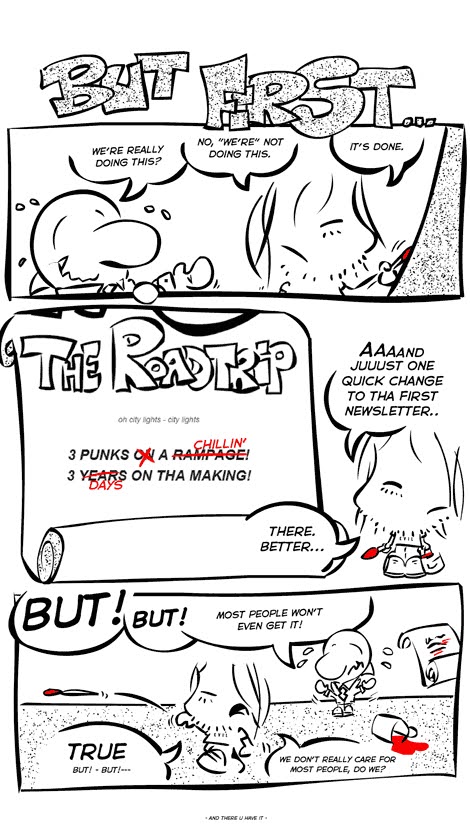 BUT FIRST...
WE'RE REALLY
DOING THIS?
NO, "WE'RE" NOT
DOING THIS.
IT'S DONE.
THE ROADTRIP
oh city lights - city lights
CHILLIN'
3 PUNKS ON A RAMPAGE!
3 YEARS ON THA MAKING!
DAYS
AAAAND
JUUUST ONE
QUICK CHANGE
TO THA FIRST
NEWSLETTER..
THERE.
BETTER...
BUT! BUT!
MOST PEOPLE WON'T
EVEN GET IT!
TRUE
BUT! - BUT!---
WE DON'T REALLY CARE FOR
MOST PEOPLE, DO WE?
- AND THERE U HAVE IT -